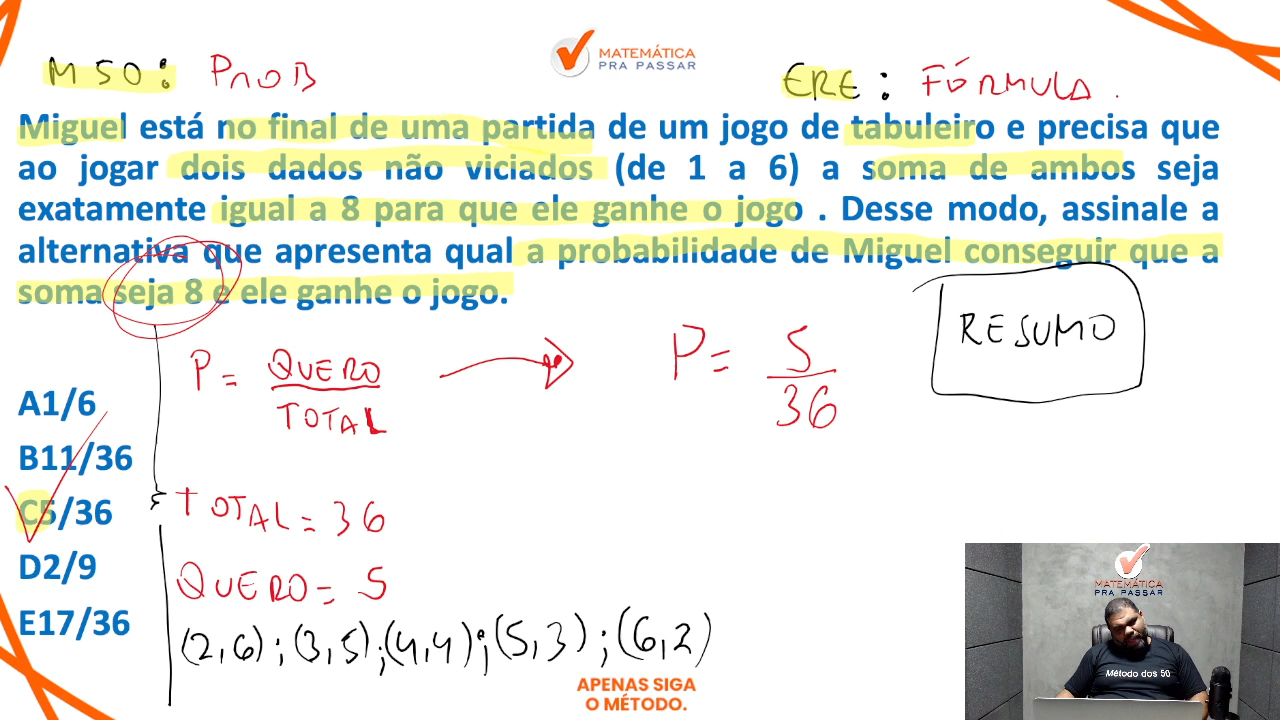 MATEMÁTICA
PRA PASSAR
M50: PROB
ERE: FÓRMULA.
Miguel está no final de uma partida de um jogo de tabuleiro e precisa que
ao jogar dois dados não viciados (de 1 a 6) a soma de ambos seja
exatamente igual a 8 para que ele ganhe o jogo . Desse modo, assinale a
alternativa que apresenta qual a probabilidade de Miguel conseguir que a
soma seja 8 e ele ganhe o jogo.
RESUMO
P = QUERO
TOTAL
P = 5
36
A1/6
B11/36
C5/36
D2/9
E17/36
TOTAL = 36
QUERO = 5
(2,6) ; (3,5) ; (4,4) ; (5,3) ; (6,2)
APENAS SIGA
O MÉTODO.
MATEMÁTICA
PRA PASSAR
Método dos 50